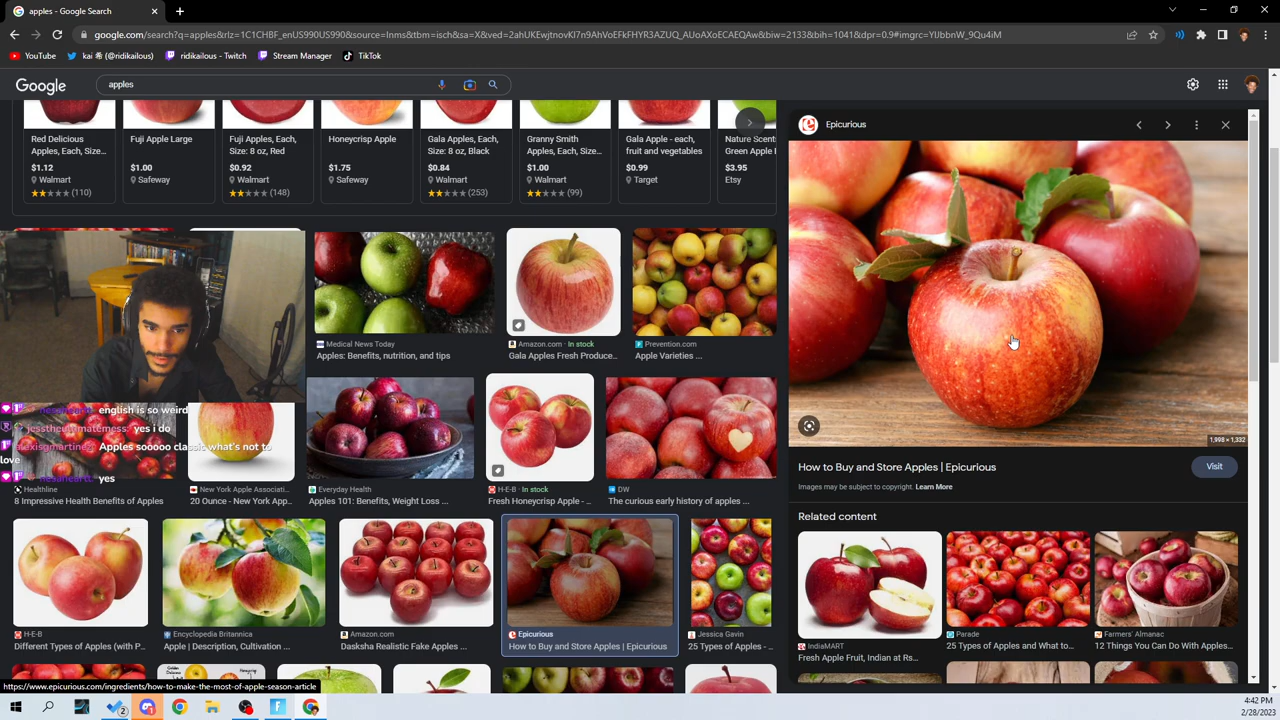 apples - Google Search
google.com/search?q=apples&rlz=1C1CHBF_enUS990US990&source=lnms&tbm=isch&sa=X&ved=2ahUKEwjtnovKl7n9AhVoEFkFHYR3AZUQ_AUoAXoECAEQAw&biw=2133&bih=1041&dpr=0.9#imgrc=YUbbnW_9Qu4iM
YouTube
kai 希 (@ridikailous)
ridikailous - Twitch
Stream Manager
TikTok
Google
apples
Red Delicious Apples, Each, Size...
$1.12
Walmart
(110)
Fuji Apple Large
$1.00
Safeway
Fuji Apples, Each, Size: 8 oz, Red
$0.92
Walmart
(148)
Honeycrisp Apple
$1.75
Safeway
Gala Apples, Each, Size: 8 oz, Black
$0.84
Walmart
(253)
Granny Smith Apples, Each, Size...
$1.00
Walmart
(99)
Gala Apple - each, fruit and vegetables
$0.99
Target
Nature Scents Green Apple
$3.95
Etsy
Medical News Today
Apples: Benefits, nutrition, and tips
Amazon.com · In stock
Gala Apples Fresh Produce...
Prevention.com
Apple Varieties ...
english is so weird
jesstheultimatemess: yes i do
alexisgmartinez: Apples sooooo classic what's not to
love
yes
Healthline
8 Impressive Health Benefits of Apples
New York Apple Associati...
20 Ounce - New York App...
Everyday Health
Apples 101: Benefits, Weight Loss ...
H-E-B · In stock
Fresh Honeycrisp Apple - ...
DW
The curious early history of apples ...
H-E-B
Different Types of Apples (with P...
Encyclopedia Britannica
Apple | Description, Cultivation ...
Amazon.com
Dasksha Realistic Fake Apples ...
Epicurious
How to Buy and Store Apples | Epicurious
Jessica Gavin
25 Types of Apples - ...
https://www.epicurious.com/ingredients/how-to-make-the-most-of-apple-season-article
Epicurious
1,998 × 1,332
How to Buy and Store Apples | Epicurious
Visit
Images may be subject to copyright. Learn More
Related content
IndiaMART
Fresh Apple Fruit, Indian at Rs...
Parade
25 Types of Apples and What to...
Farmers' Almanac
12 Things You Can Do With Apples...
4:42 PM
2/28/2023